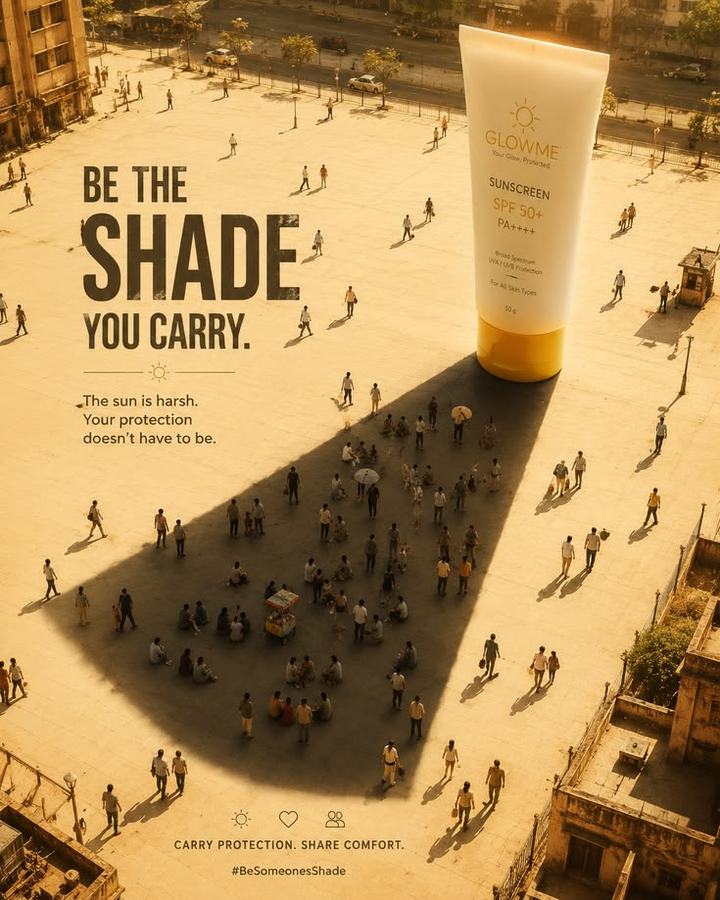 BE THE
SHADE
YOU CARRY.
The sun is harsh.
Your protection
doesn't have to be.
GLOWME
Your Glow, Protected
SUNSCREEN
SPF 50+
PA++++
Broad Spectrum
UVA / UVB Protection
For All Skin Types
50 g
CARRY PROTECTION. SHARE COMFORT.
#BeSomeonesShade